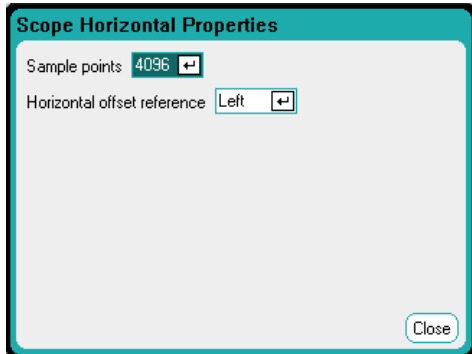 Scope Horizontal Properties
Sample points 4096
Horizontal offset reference Left
Close